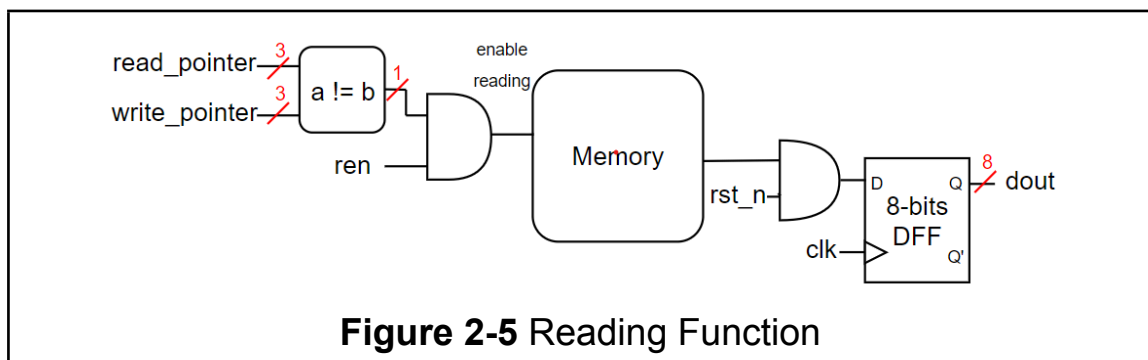 read_pointer
3
write_pointer
3
a != b
1
ren
enable
reading
Memory
rst_n
clk
D
Q
8-bits
DFF
Q'
8
dout
Figure 2-5 Reading Function